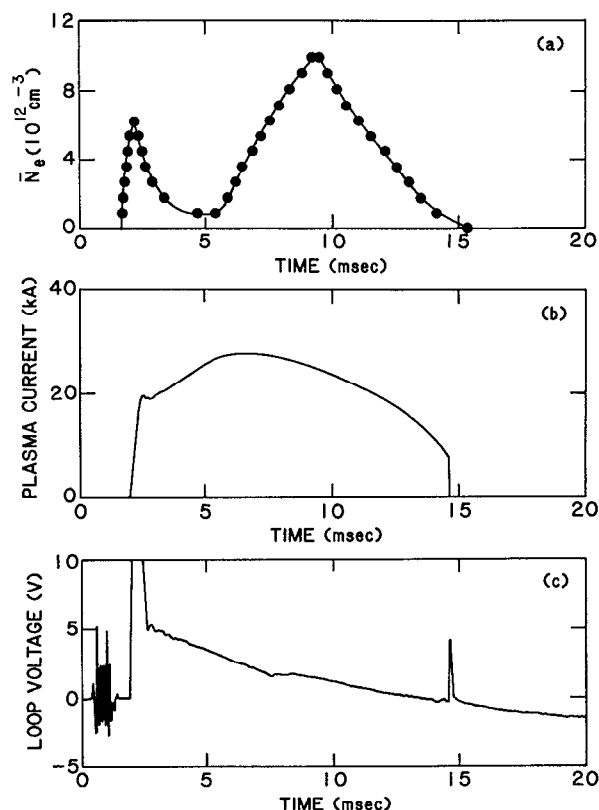 12
(a)
8
N̄e (10^12 cm^-3)
4
0
0 5 10 15 20
TIME (msec)
40
(b)
PLASMA CURRENT (kA)
20
0
0 5 10 15 20
TIME (msec)
10
(c)
LOOP VOLTAGE (V)
5
0
-5
0 5 10 15 20
TIME (msec)